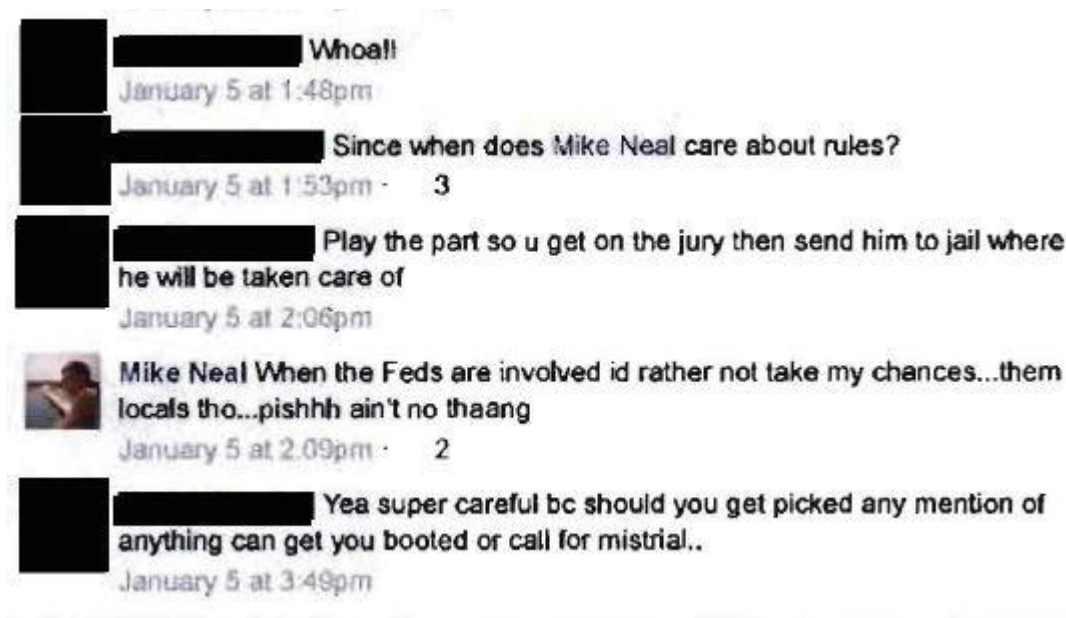 Whoa!!
January 5 at 1:48pm
Since when does Mike Neal care about rules?
January 5 at 1:53pm · 3
Play the part so u get on the jury then send him to jail where
he will be taken care of
January 5 at 2:06pm
Mike Neal When the Feds are involved id rather not take my chances...them
locals tho...pishhh ain't no thaang
January 5 at 2:09pm · 2
Yea super careful bc should you get picked any mention of
anything can get you booted or call for mistrial..
January 5 at 3:49pm